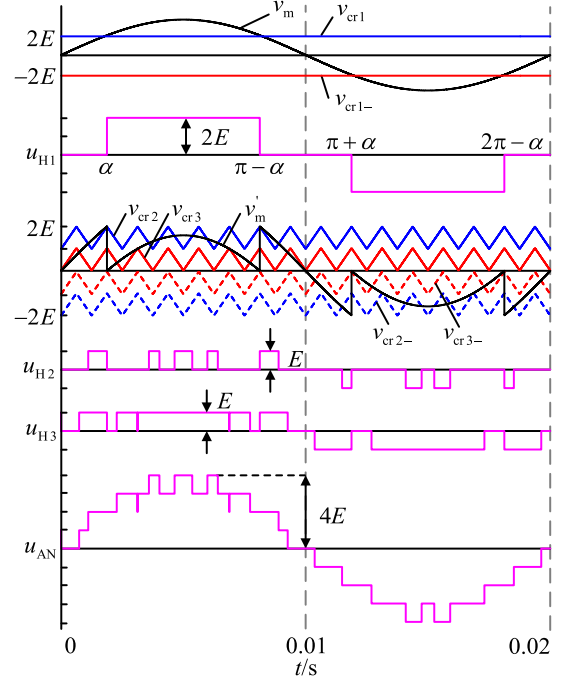 v_m v_cr1
2E
−2E
v_cr1−
2E
π + α 2π − α
u_H1
α π − α
v_cr2 v_cr3 v'_m
2E
−2E
v_cr2− v_cr3−
u_H2 E
E
u_H3
4E
u_AN
0 0.01 0.02
t/s